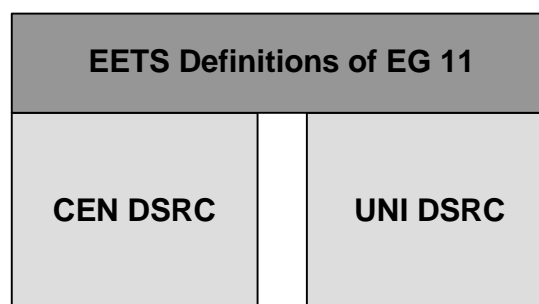 EETS Definitions of EG 11
CEN DSRC
UNI DSRC